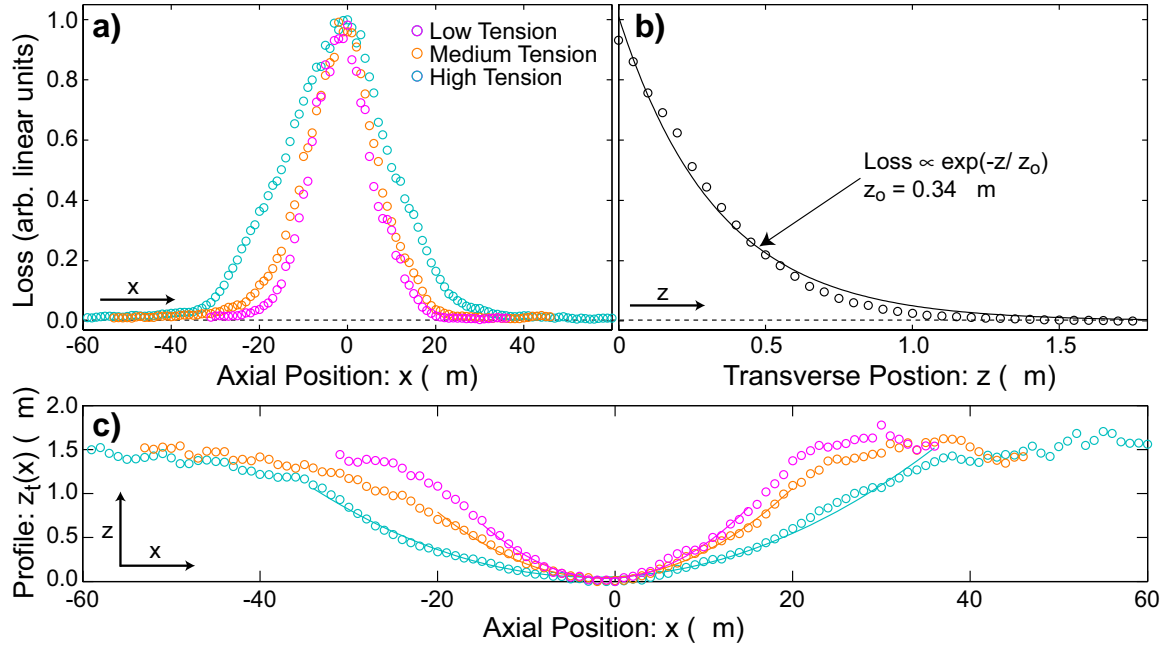 a)
Low Tension
Medium Tension
High Tension
Loss (arb. linear units)
1.0
0.8
0.6
0.4
0.2
0.0
x
-60
-40
-20
0
20
40
Axial Position: x ( m)
b)
Loss ∝ exp(-z/ zo)
zo = 0.34 m
z
0
0.5
1.0
1.5
Transverse Postion: z ( m)
c)
Profile: zt(x) ( m)
2.0
1.5
1.0
0.5
0.0
z
x
-60
-40
-20
0
20
40
60
Axial Position: x ( m)